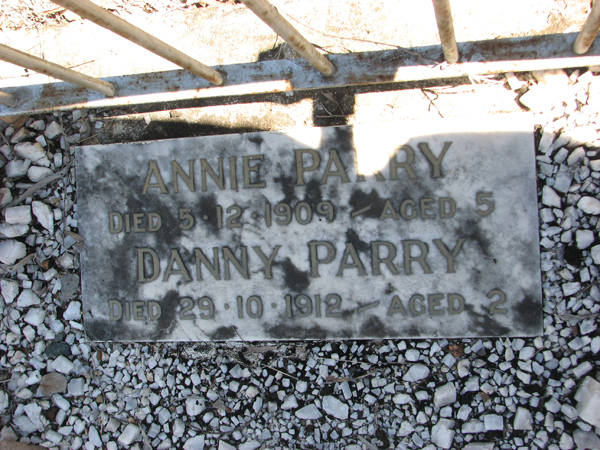 ANNIE PARRY
DIED 5·12·1909 – AGED 5
DANNY PARRY
DIED 29·10·1912 – AGED 2